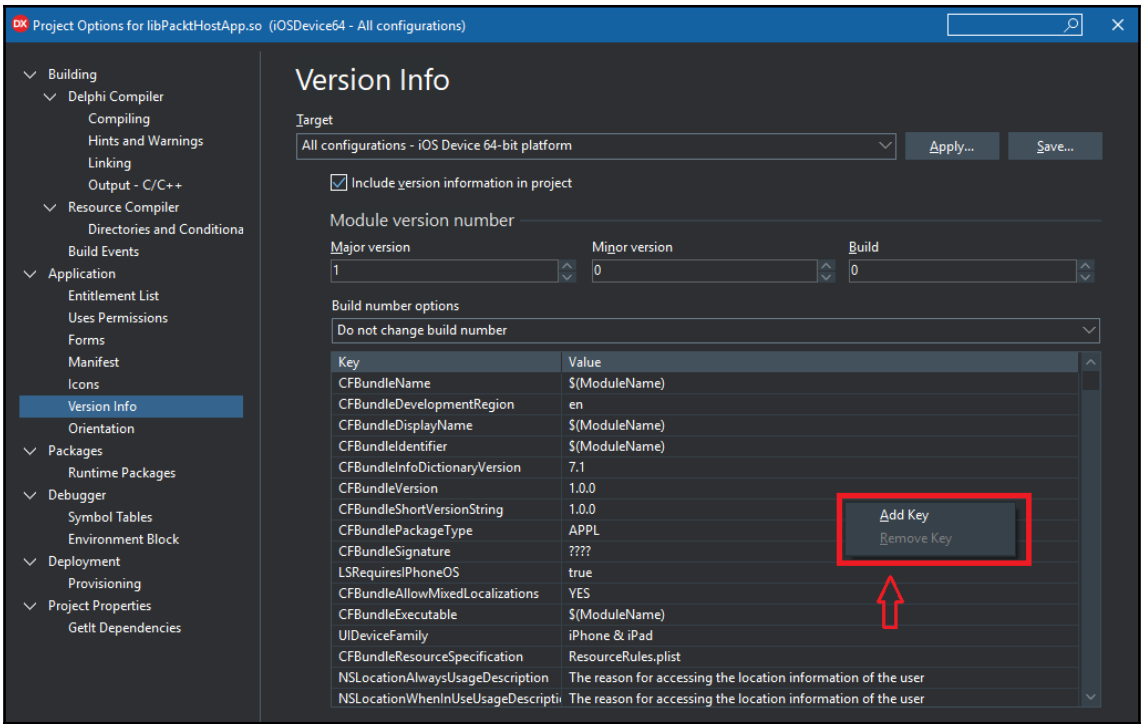 DX Project Options for libPacktHostApp.so (iOSDevice64 - All configurations)
Building
Delphi Compiler
Compiling
Hints and Warnings
Linking
Output - C/C++
Resource Compiler
Directories and Conditiona
Build Events
Application
Entitlement List
Uses Permissions
Forms
Manifest
Icons
Version Info
Orientation
Packages
Runtime Packages
Debugger
Symbol Tables
Environment Block
Deployment
Provisioning
Project Properties
GetIt Dependencies
Version Info
Target
All configurations - iOS Device 64-bit platform Apply... Save...
Include version information in project
Module version number
Major version Minor version Build
1 0 0
Build number options
Do not change build number
Key Value
CFBundleName $(ModuleName)
CFBundleDevelopmentRegion en
CFBundleDisplayName $(ModuleName)
CFBundleIdentifier $(ModuleName)
CFBundleInfoDictionaryVersion 7.1
CFBundleVersion 1.0.0
CFBundleShortVersionString 1.0.0
CFBundlePackageType APPL
CFBundleSignature ????
LSRequiresIPhoneOS true
CFBundleAllowMixedLocalizations YES
CFBundleExecutable $(ModuleName)
UIDeviceFamily iPhone & iPad
CFBundleResourceSpecification ResourceRules.plist
NSLocationAlwaysUsageDescription The reason for accessing the location information of the user
NSLocationWhenInUseUsageDescripti The reason for accessing the location information of the user
Add Key
Remove Key